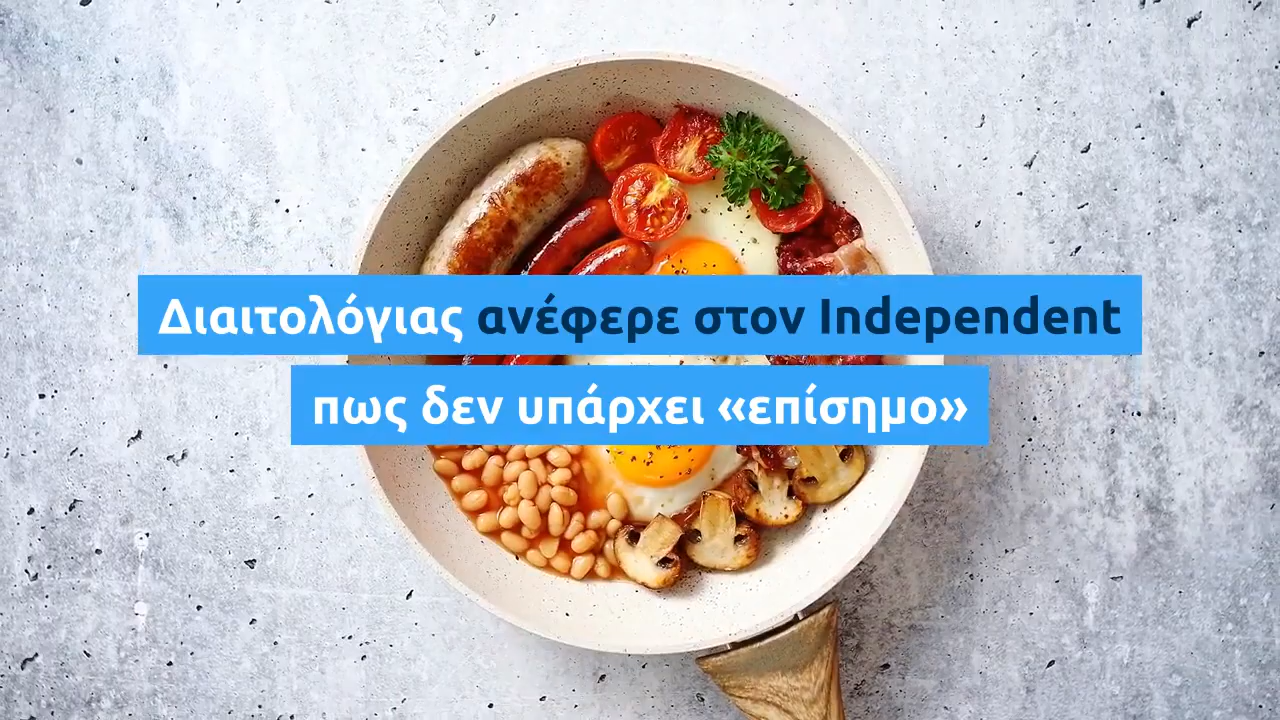 Διαιτολόγιας ανέφερε στον Independent
πως δεν υπάρχει «επίσημο»